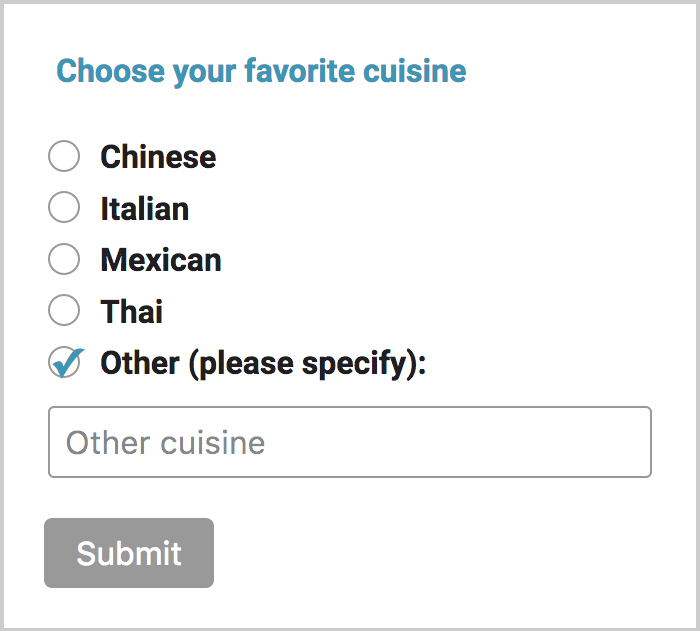 Choose your favorite cuisine
Chinese
Italian
Mexican
Thai
Other (please specify):
Other cuisine
Submit